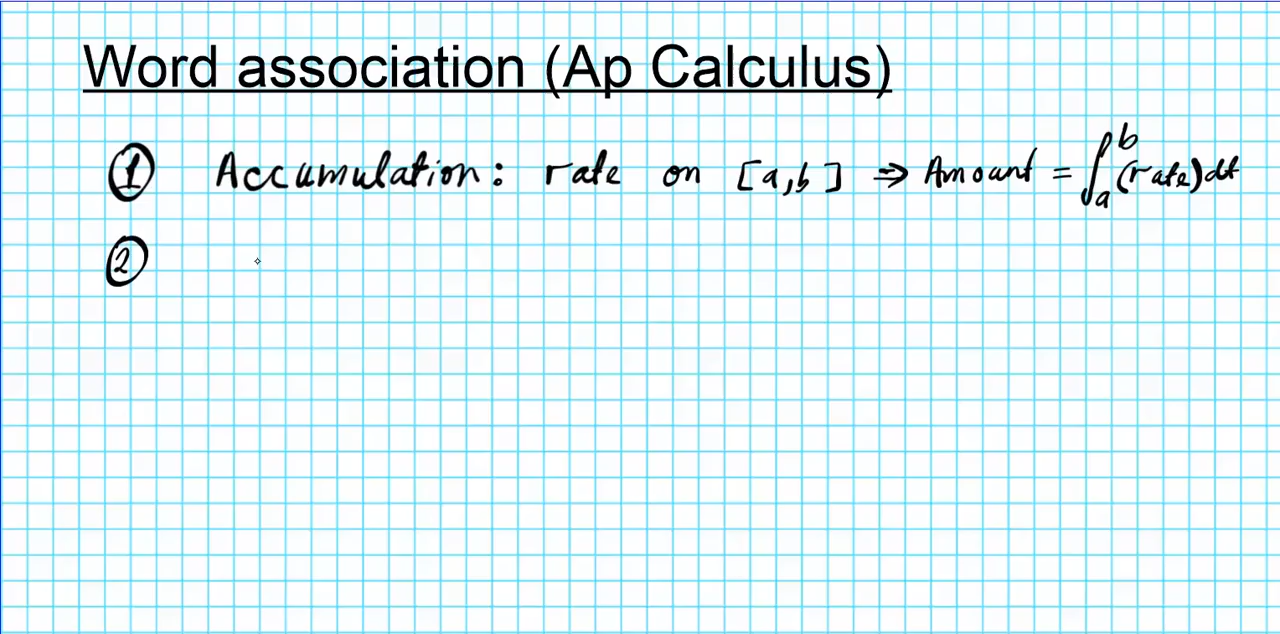 Word association (Ap Calculus)
① Accumulation: rate on [a,b] ⇒ Amount = ∫ₐᵇ (rate)dt
②